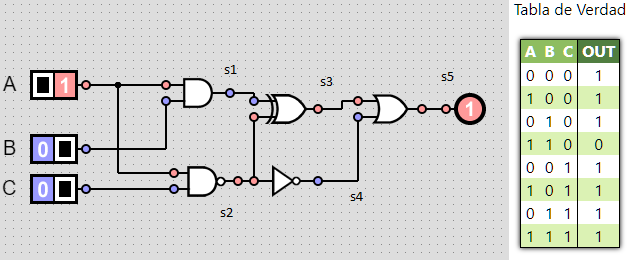 Tabla de Verdad
A B C OUT
0 0 0 1
1 0 0 1
0 1 0 1
1 1 0 0
0 0 1 1
1 0 1 1
0 1 1 1
1 1 1 1
A 1
B 0
C 0
s1
s2
s3
s4
s5
1